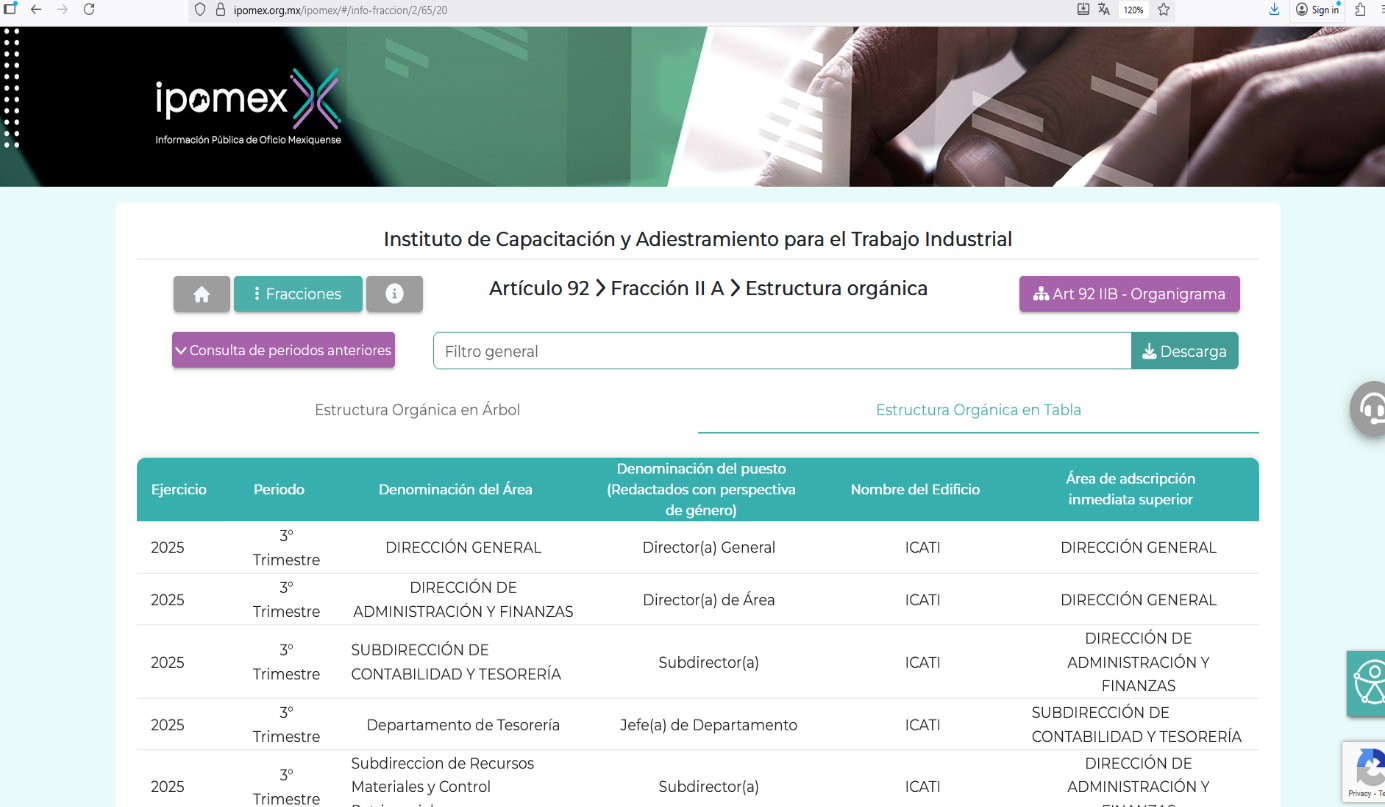 ipomex.org.mx/ipomex/#/info-fraccion/2/65/20
120%
Sign in
ipomex
Información Pública de Oficio Mexiquense
Instituto de Capacitación y Adiestramiento para el Trabajo Industrial
Fracciones
Artículo 92 > Fracción II A > Estructura orgánica
Art 92 IIB - Organigrama
Consulta de periodos anteriores
Filtro general
Descarga
Estructura Orgánica en Árbol
Estructura Orgánica en Tabla
Ejercicio
Periodo
Denominación del Área
Denominación del puesto
(Redactados con perspectiva
de género)
Nombre del Edificio
Área de adscripción
inmediata superior
2025
3°
Trimestre
DIRECCIÓN GENERAL
Director(a) General
ICATI
DIRECCIÓN GENERAL
2025
3°
Trimestre
DIRECCIÓN DE
ADMINISTRACIÓN Y FINANZAS
Director(a) de Área
ICATI
DIRECCIÓN GENERAL
2025
3°
Trimestre
SUBDIRECCIÓN DE
CONTABILIDAD Y TESORERÍA
Subdirector(a)
ICATI
DIRECCIÓN DE
ADMINISTRACIÓN Y
FINANZAS
2025
3°
Trimestre
Departamento de Tesorería
Jefe(a) de Departamento
ICATI
SUBDIRECCIÓN DE
CONTABILIDAD Y TESORERÍA
2025
3°
Trimestre
Subdireccion de Recursos
Materiales y Control
Subdirector(a)
ICATI
DIRECCIÓN DE
ADMINISTRACIÓN Y
Privacy